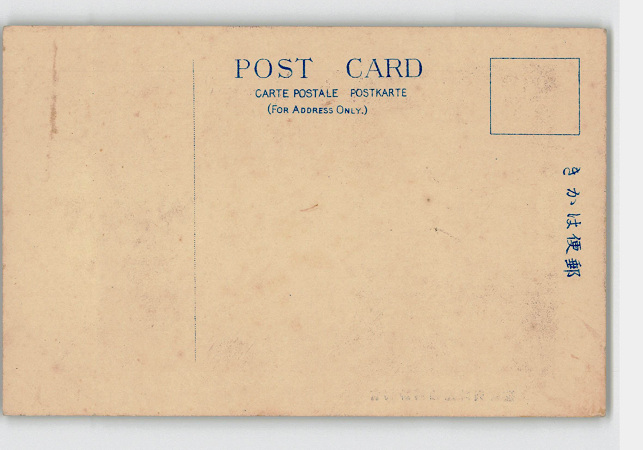 POST CARD
CARTE POSTALE POSTKARTE
(FOR ADDRESS ONLY.)
郵便はかき